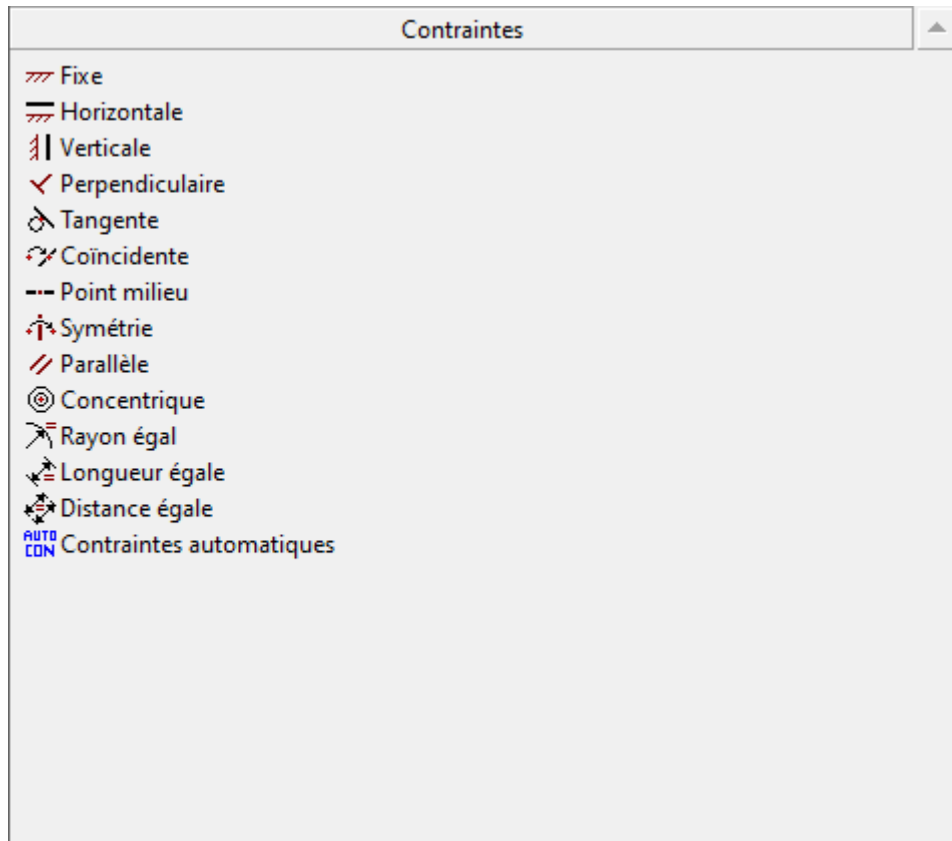 Contraintes
Fixe
Horizontale
Verticale
Perpendiculaire
Tangente
Coïncidente
Point milieu
Symétrie
Parallèle
Concentrique
Rayon égal
Longueur égale
Distance égale
AUTO
CON Contraintes automatiques